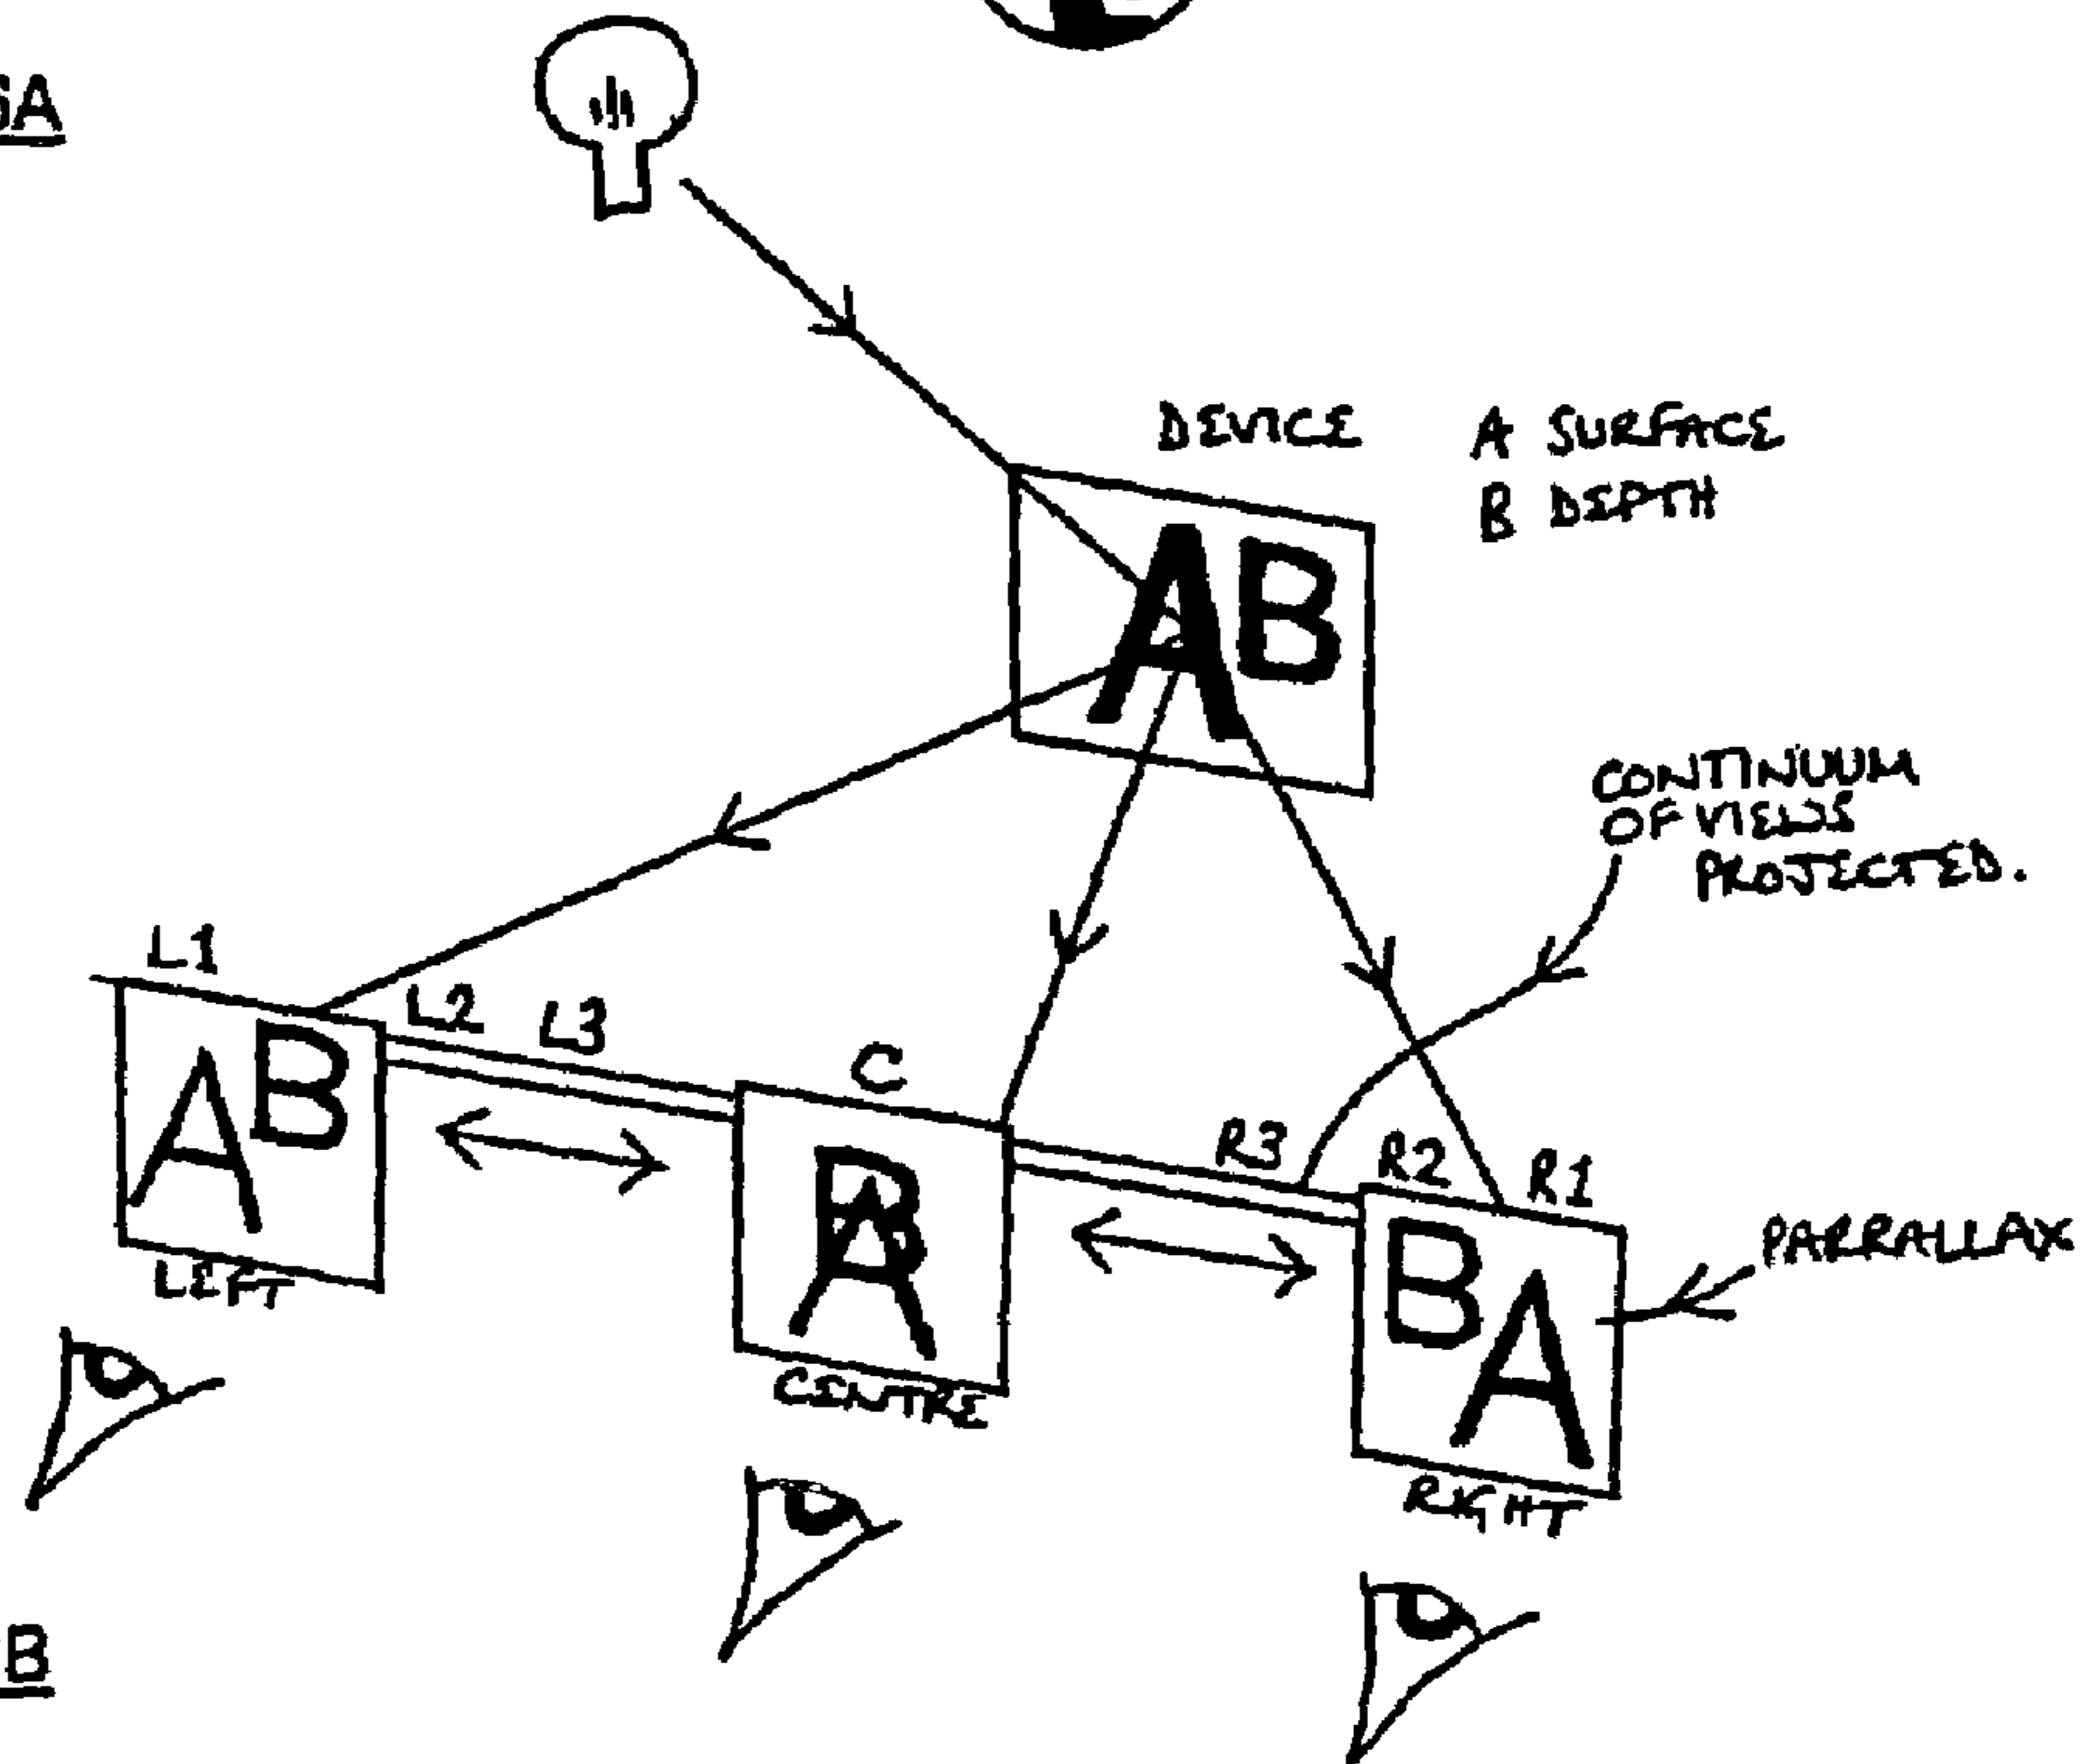 A
DEVICE
A SURFACE
B DEPTH
AB
CONTINUUM
OF VIEWS
PROJECTED.
L1
L2
L3
C
R3
R2
R1
AB
BA
BA
PARRALLAX
LEFT
CENTRE
RIGHT
B